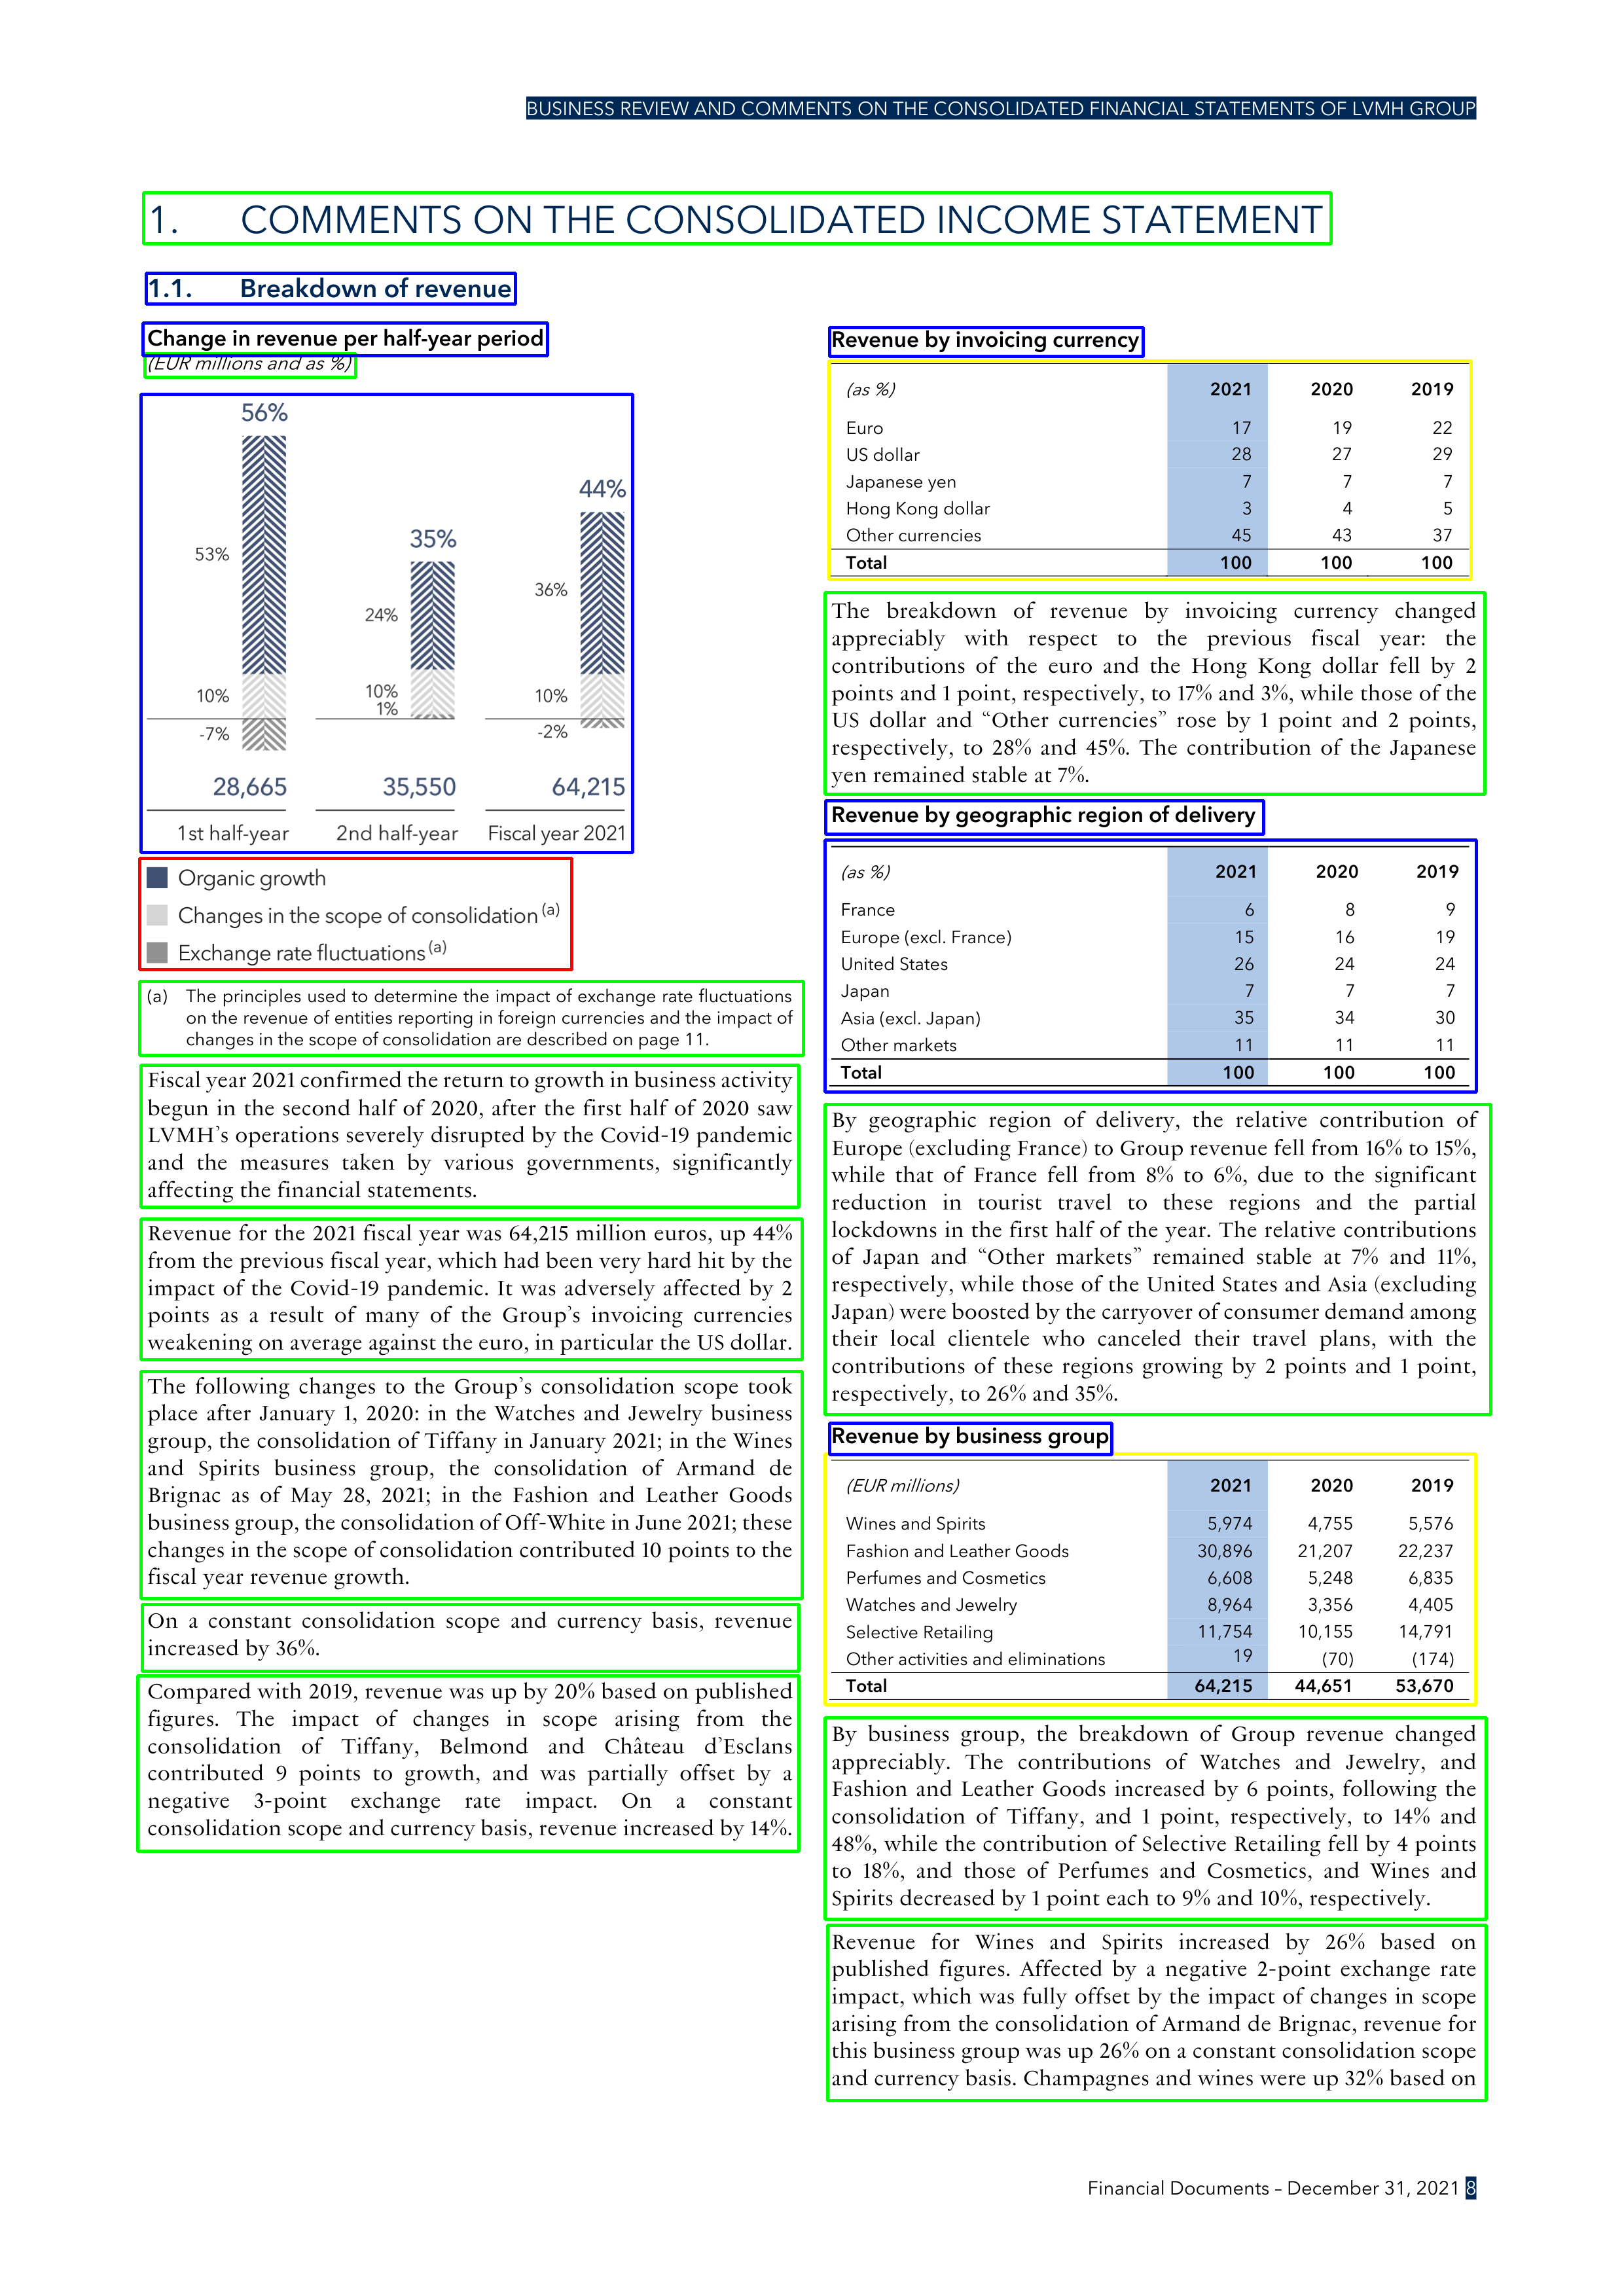 BUSINESS REVIEW AND COMMENTS ON THE CONSOLIDATED FINANCIAL STATEMENTS OF LVMH GROUP
1. COMMENTS ON THE CONSOLIDATED INCOME STATEMENT
1.1. Breakdown of revenue
Change in revenue per half-year period
(EUR millions and as %)
56%
44%
35%
53%
36%
24%
10% 10% 10%
1%
-7% -2%
28,665 35,550 64,215
1st half-year 2nd half-year Fiscal year 2021
Organic growth
Changes in the scope of consolidation (a)
Exchange rate fluctuations (a)
(a) The principles used to determine the impact of exchange rate fluctuations
on the revenue of entities reporting in foreign currencies and the impact of
changes in the scope of consolidation are described on page 11.
Fiscal year 2021 confirmed the return to growth in business activity
begun in the second half of 2020, after the first half of 2020 saw
LVMH’s operations severely disrupted by the Covid-19 pandemic
and the measures taken by various governments, significantly
affecting the financial statements.
Revenue for the 2021 fiscal year was 64,215 million euros, up 44%
from the previous fiscal year, which had been very hard hit by the
impact of the Covid-19 pandemic. It was adversely affected by 2
points as a result of many of the Group’s invoicing currencies
weakening on average against the euro, in particular the US dollar.
The following changes to the Group’s consolidation scope took
place after January 1, 2020: in the Watches and Jewelry business
group, the consolidation of Tiffany in January 2021; in the Wines
and Spirits business group, the consolidation of Armand de
Brignac as of May 28, 2021; in the Fashion and Leather Goods
business group, the consolidation of Off-White in June 2021; these
changes in the scope of consolidation contributed 10 points to the
fiscal year revenue growth.
On a constant consolidation scope and currency basis, revenue
increased by 36%.
Compared with 2019, revenue was up by 20% based on published
figures. The impact of changes in scope arising from the
consolidation of Tiffany, Belmond and Château d’Esclans
contributed 9 points to growth, and was partially offset by a
negative 3-point exchange rate impact. On a constant
consolidation scope and currency basis, revenue increased by 14%.
Revenue by invoicing currency
(as %) 2021 2020 2019
Euro 17 19 22
US dollar 28 27 29
Japanese yen 7 7 7
Hong Kong dollar 3 4 5
Other currencies 45 43 37
Total 100 100 100
The breakdown of revenue by invoicing currency changed
appreciably with respect to the previous fiscal year: the
contributions of the euro and the Hong Kong dollar fell by 2
points and 1 point, respectively, to 17% and 3%, while those of the
US dollar and “Other currencies” rose by 1 point and 2 points,
respectively, to 28% and 45%. The contribution of the Japanese
yen remained stable at 7%.
Revenue by geographic region of delivery
(as %) 2021 2020 2019
France 6 8 9
Europe (excl. France) 15 16 19
United States 26 24 24
Japan 7 7 7
Asia (excl. Japan) 35 34 30
Other markets 11 11 11
Total 100 100 100
By geographic region of delivery, the relative contribution of
Europe (excluding France) to Group revenue fell from 16% to 15%,
while that of France fell from 8% to 6%, due to the significant
reduction in tourist travel to these regions and the partial
lockdowns in the first half of the year. The relative contributions
of Japan and “Other markets” remained stable at 7% and 11%,
respectively, while those of the United States and Asia (excluding
Japan) were boosted by the carryover of consumer demand among
their local clientele who canceled their travel plans, with the
contributions of these regions growing by 2 points and 1 point,
respectively, to 26% and 35%.
Revenue by business group
(EUR millions) 2021 2020 2019
Wines and Spirits 5,974 4,755 5,576
Fashion and Leather Goods 30,896 21,207 22,237
Perfumes and Cosmetics 6,608 5,248 6,835
Watches and Jewelry 8,964 3,356 4,405
Selective Retailing 11,754 10,155 14,791
Other activities and eliminations 19 (70) (174)
Total 64,215 44,651 53,670
By business group, the breakdown of Group revenue changed
appreciably. The contributions of Watches and Jewelry, and
Fashion and Leather Goods increased by 6 points, following the
consolidation of Tiffany, and 1 point, respectively, to 14% and
48%, while the contribution of Selective Retailing fell by 4 points
to 18%, and those of Perfumes and Cosmetics, and Wines and
Spirits decreased by 1 point each to 9% and 10%, respectively.
Revenue for Wines and Spirits increased by 26% based on
published figures. Affected by a negative 2-point exchange rate
impact, which was fully offset by the impact of changes in scope
arising from the consolidation of Armand de Brignac, revenue for
this business group was up 26% on a constant consolidation scope
and currency basis. Champagnes and wines were up 32% based on
Financial Documents – December 31, 2021 8